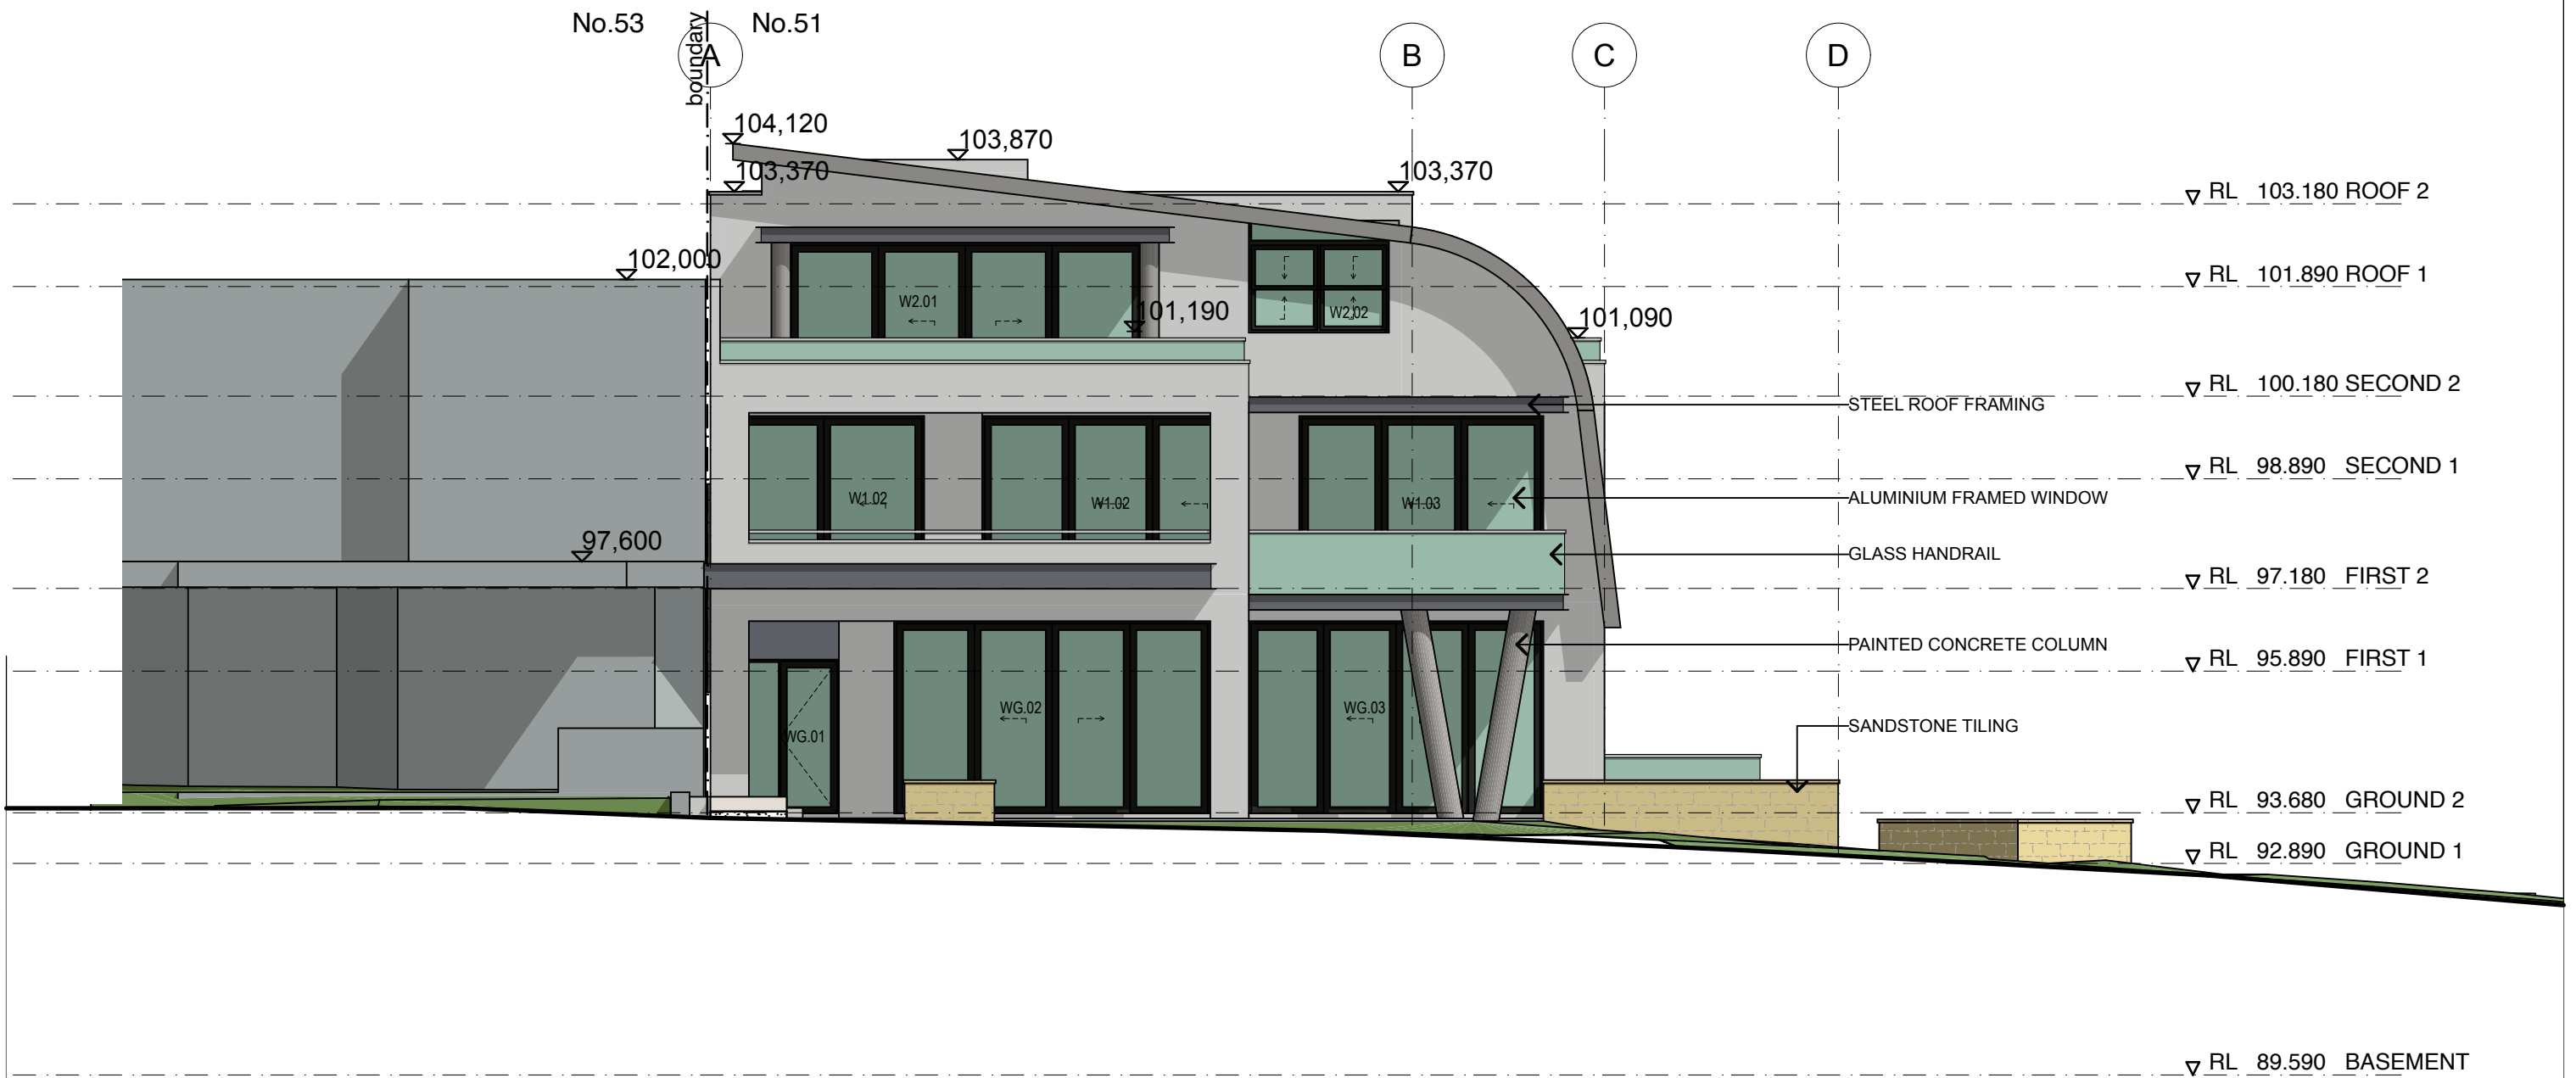 No.53
No.51
boundary
A
B
C
D
104,120
103,870
103,370
103,370
RL 103.180 ROOF 2
102,000
RL 101.890 ROOF 1
W2.01
101,190
W2.02
101,090
RL 100.180 SECOND 2
STEEL ROOF FRAMING
RL 98.890 SECOND 1
W1.02
W1.02
W1.03
ALUMINIUM FRAMED WINDOW
97,600
GLASS HANDRAIL
RL 97.180 FIRST 2
PAINTED CONCRETE COLUMN
RL 95.890 FIRST 1
WG.02
WG.03
WG.01
SANDSTONE TILING
RL 93.680 GROUND 2
RL 92.890 GROUND 1
RL 89.590 BASEMENT